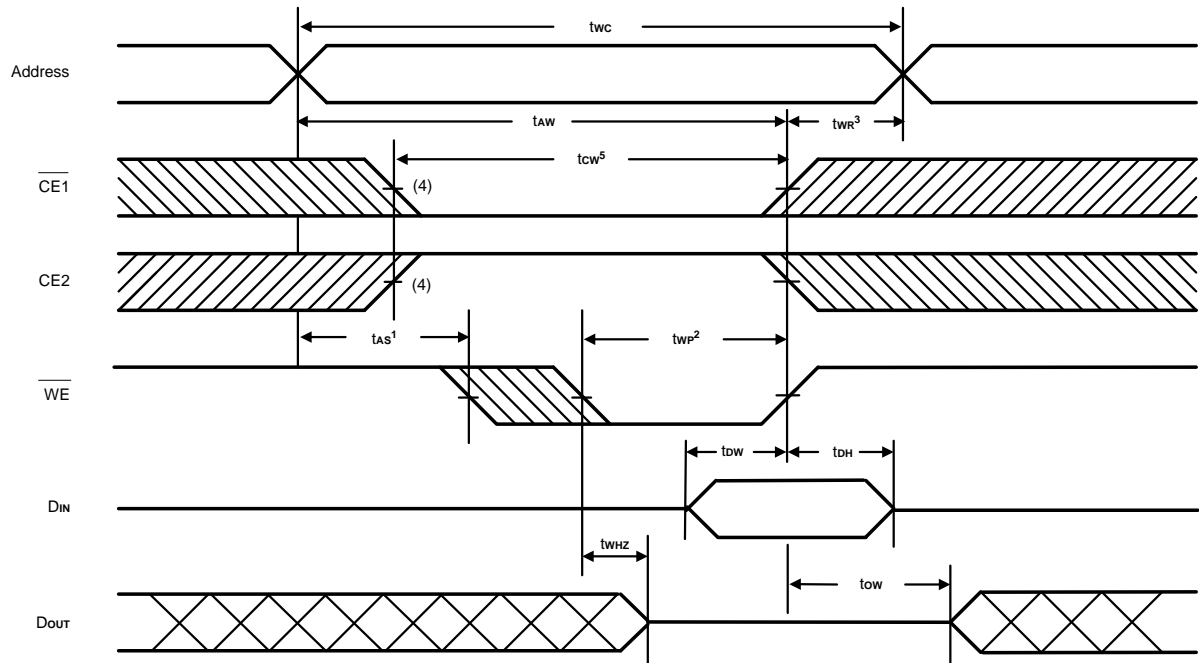 twc
Address
tAW
tWR³
tCW⁵
CE1
(4)
CE2
(4)
tAS¹
tWP²
WE
tDW
tDH
DIN
tWHZ
tOW
DOUT